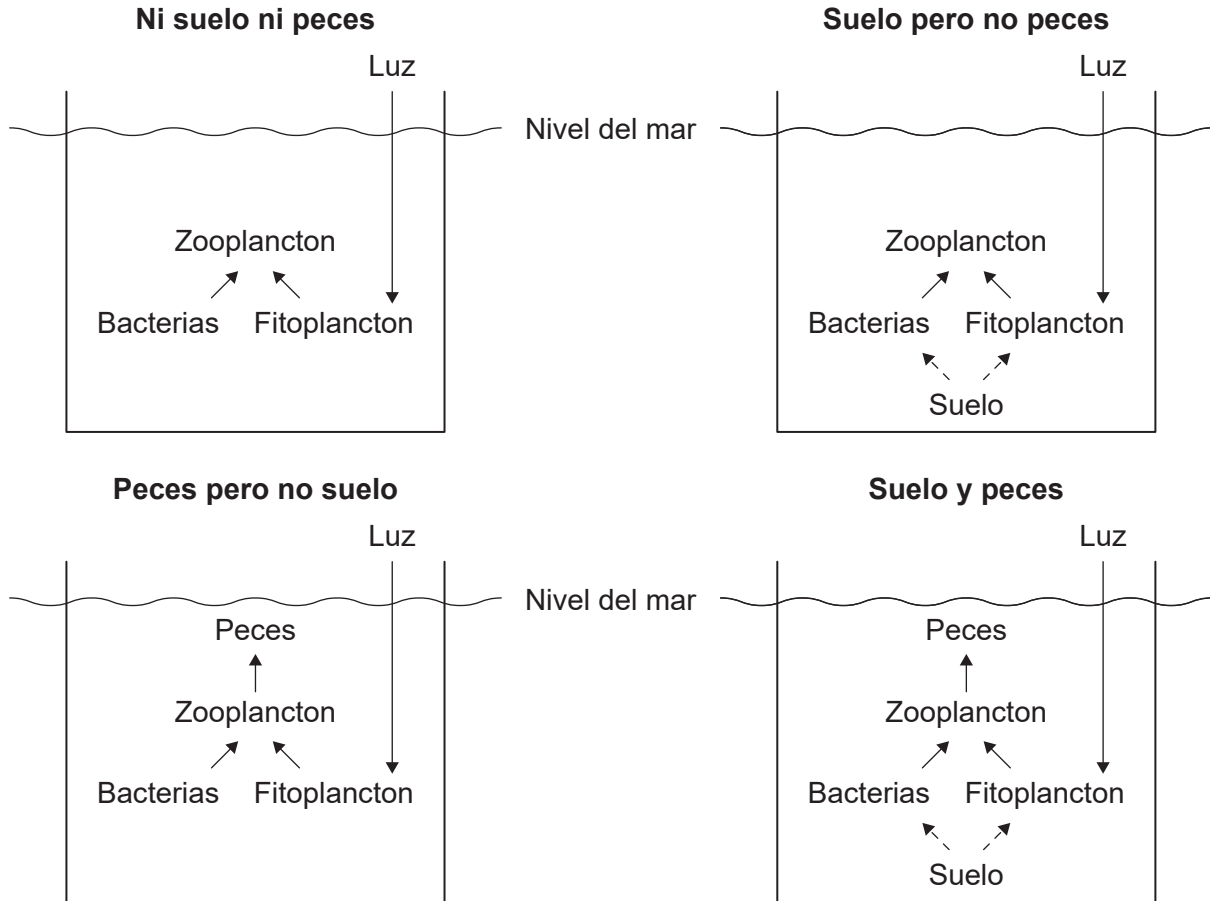 Ni suelo ni peces
Suelo pero no peces
Luz
Luz
Nivel del mar
Zooplancton
Zooplancton
Bacterias Fitoplancton
Bacterias Fitoplancton
Suelo
Peces pero no suelo
Suelo y peces
Luz
Luz
Nivel del mar
Peces
Peces
Zooplancton
Zooplancton
Bacterias Fitoplancton
Bacterias Fitoplancton
Suelo